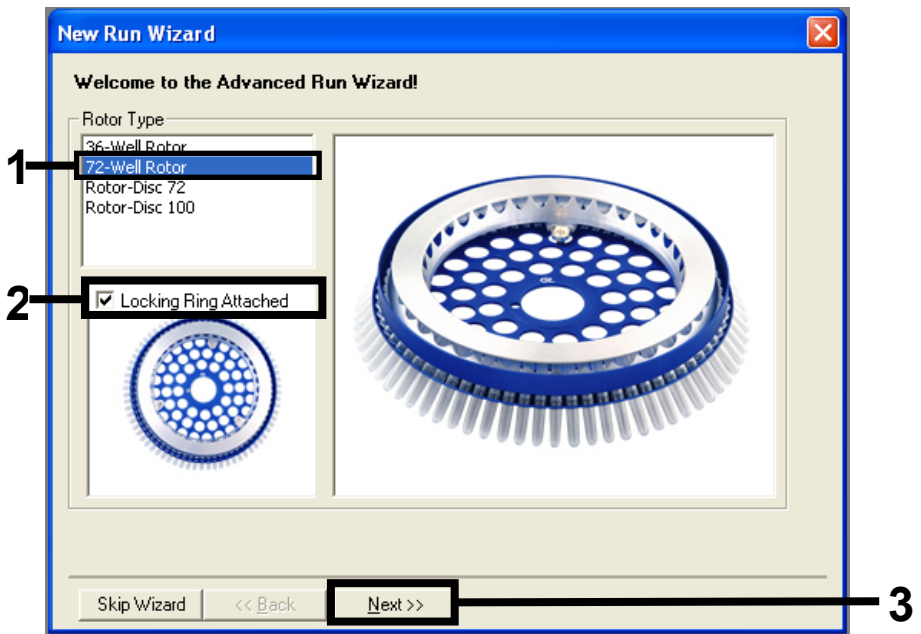 New Run Wizard
Welcome to the Advanced Run Wizard!
Rotor Type
36-Well Rotor
1
72-Well Rotor
Rotor-Disc 72
Rotor-Disc 100
2
Locking Ring Attached
Skip Wizard
<< Back
Next >>
3